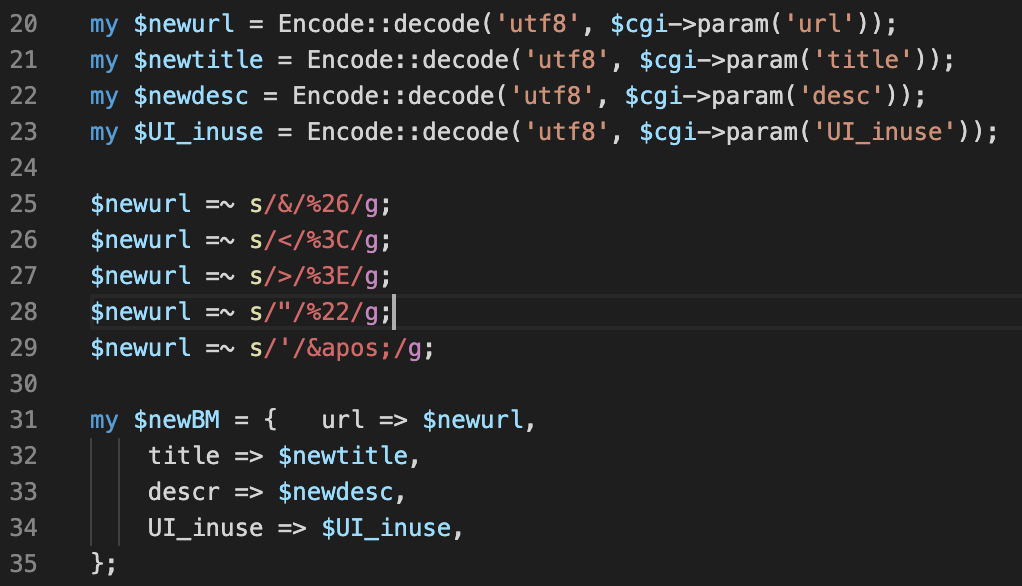 20 my $newurl = Encode::decode('utf8', $cgi->param('url'));
21 my $newtitle = Encode::decode('utf8', $cgi->param('title'));
22 my $newdesc = Encode::decode('utf8', $cgi->param('desc'));
23 my $UI_inuse = Encode::decode('utf8', $cgi->param('UI_inuse'));
24
25 $newurl =~ s/&/%26/g;
26 $newurl =~ s/</%3C/g;
27 $newurl =~ s/>/%3E/g;
28 $newurl =~ s/"/%22/g;
29 $newurl =~ s/'/&apos;/g;
30
31 my $newBM = {   url => $newurl,
32     title => $newtitle,
33     descr => $newdesc,
34     UI_inuse => $UI_inuse,
35 };